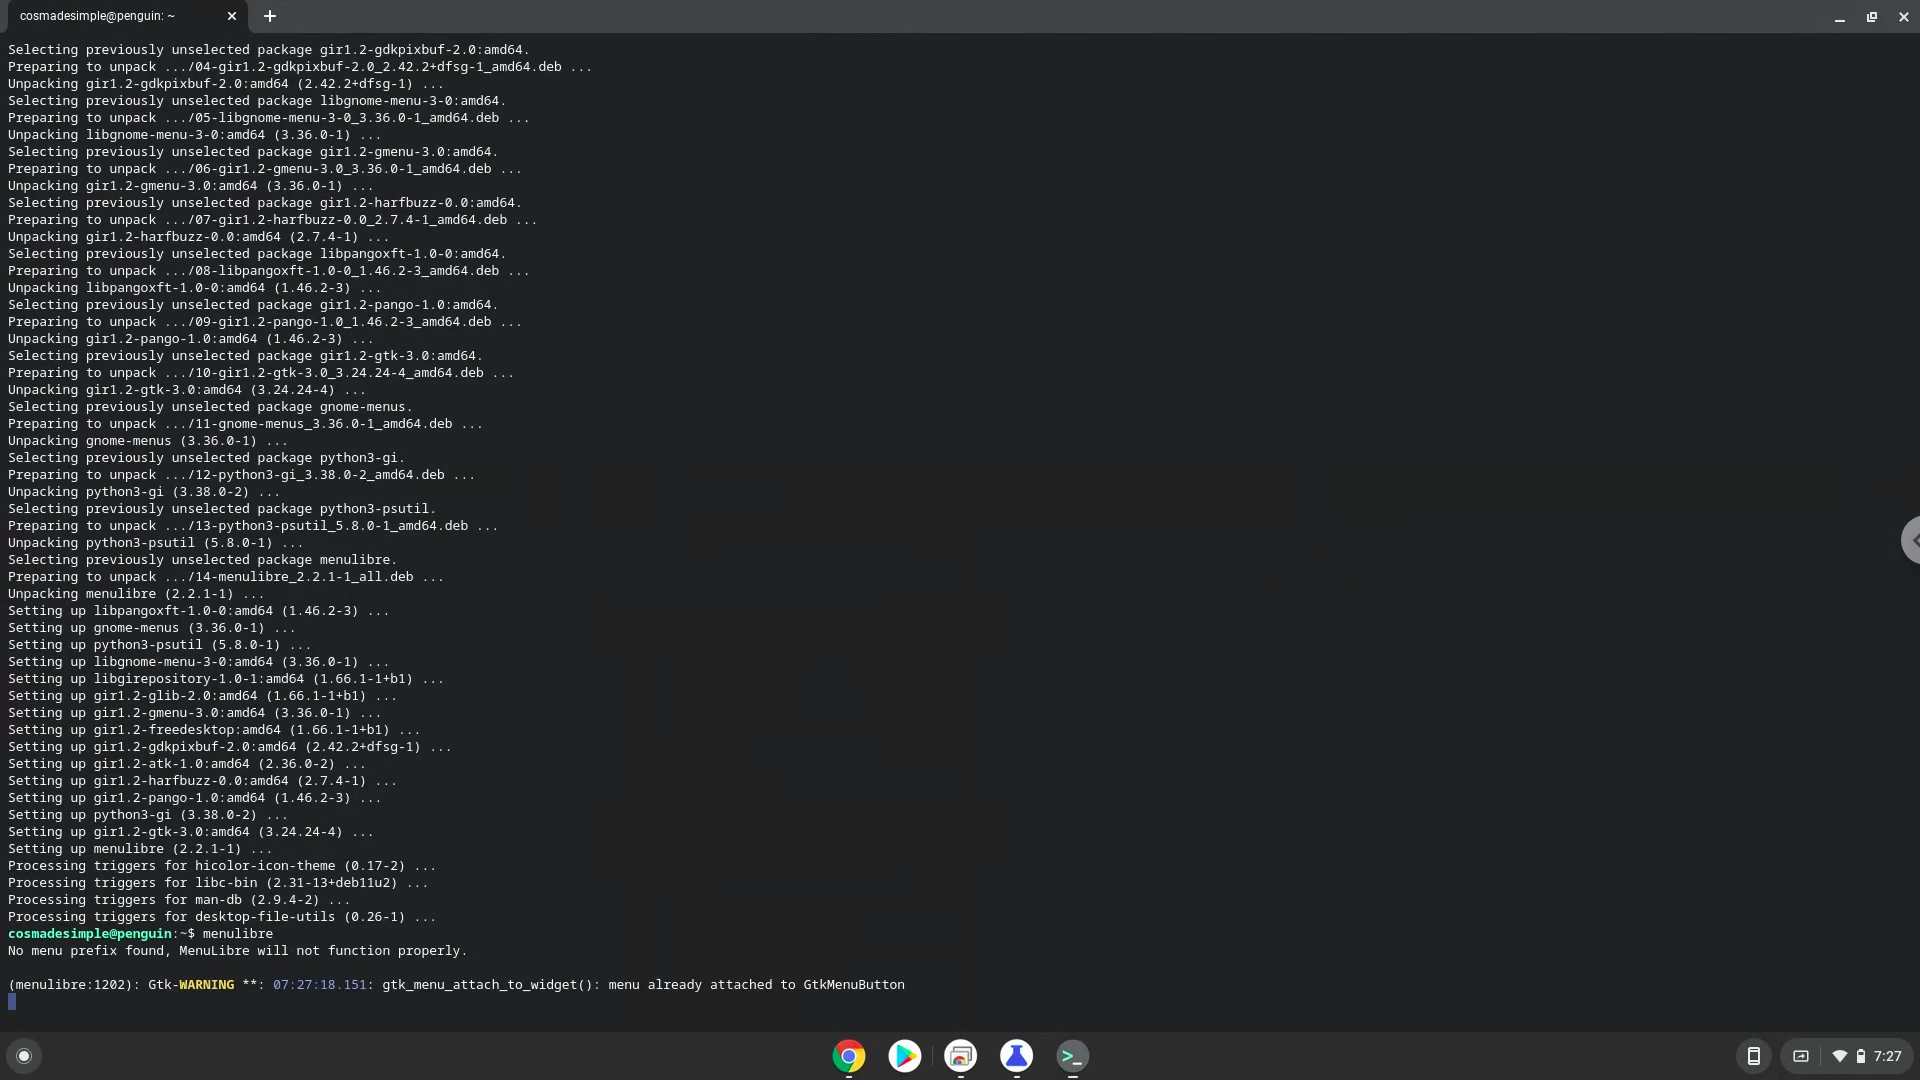 cosmadesimple@penguin: ~
Selecting previously unselected package gir1.2-gdkpixbuf-2.0:amd64.
Preparing to unpack .../04-gir1.2-gdkpixbuf-2.0_2.42.2+dfsg-1_amd64.deb ...
Unpacking gir1.2-gdkpixbuf-2.0:amd64 (2.42.2+dfsg-1) ...
Selecting previously unselected package libgnome-menu-3-0:amd64.
Preparing to unpack .../05-libgnome-menu-3-0_3.36.0-1_amd64.deb ...
Unpacking libgnome-menu-3-0:amd64 (3.36.0-1) ...
Selecting previously unselected package gir1.2-gmenu-3.0:amd64.
Preparing to unpack .../06-gir1.2-gmenu-3.0_3.36.0-1_amd64.deb ...
Unpacking gir1.2-gmenu-3.0:amd64 (3.36.0-1) ...
Selecting previously unselected package gir1.2-harfbuzz-0.0:amd64.
Preparing to unpack .../07-gir1.2-harfbuzz-0.0_2.7.4-1_amd64.deb ...
Unpacking gir1.2-harfbuzz-0.0:amd64 (2.7.4-1) ...
Selecting previously unselected package libpangoxft-1.0-0:amd64.
Preparing to unpack .../08-libpangoxft-1.0-0_1.46.2-3_amd64.deb ...
Unpacking libpangoxft-1.0-0:amd64 (1.46.2-3) ...
Selecting previously unselected package gir1.2-pango-1.0:amd64.
Preparing to unpack .../09-gir1.2-pango-1.0_1.46.2-3_amd64.deb ...
Unpacking gir1.2-pango-1.0:amd64 (1.46.2-3) ...
Selecting previously unselected package gir1.2-gtk-3.0:amd64.
Preparing to unpack .../10-gir1.2-gtk-3.0_3.24.24-4_amd64.deb ...
Unpacking gir1.2-gtk-3.0:amd64 (3.24.24-4) ...
Selecting previously unselected package gnome-menus.
Preparing to unpack .../11-gnome-menus_3.36.0-1_amd64.deb ...
Unpacking gnome-menus (3.36.0-1) ...
Selecting previously unselected package python3-gi.
Preparing to unpack .../12-python3-gi_3.38.0-2_amd64.deb ...
Unpacking python3-gi (3.38.0-2) ...
Selecting previously unselected package python3-psutil.
Preparing to unpack .../13-python3-psutil_5.8.0-1_amd64.deb ...
Unpacking python3-psutil (5.8.0-1) ...
Selecting previously unselected package menulibre.
Preparing to unpack .../14-menulibre_2.2.1-1_all.deb ...
Unpacking menulibre (2.2.1-1) ...
Setting up libpangoxft-1.0-0:amd64 (1.46.2-3) ...
Setting up gnome-menus (3.36.0-1) ...
Setting up python3-psutil (5.8.0-1) ...
Setting up libgnome-menu-3-0:amd64 (3.36.0-1) ...
Setting up libgirepository-1.0-1:amd64 (1.66.1-1+b1) ...
Setting up gir1.2-glib-2.0:amd64 (1.66.1-1+b1) ...
Setting up gir1.2-gmenu-3.0:amd64 (3.36.0-1) ...
Setting up gir1.2-freedesktop:amd64 (1.66.1-1+b1) ...
Setting up gir1.2-gdkpixbuf-2.0:amd64 (2.42.2+dfsg-1) ...
Setting up gir1.2-atk-1.0:amd64 (2.36.0-2) ...
Setting up gir1.2-harfbuzz-0.0:amd64 (2.7.4-1) ...
Setting up gir1.2-pango-1.0:amd64 (1.46.2-3) ...
Setting up python3-gi (3.38.0-2) ...
Setting up gir1.2-gtk-3.0:amd64 (3.24.24-4) ...
Setting up menulibre (2.2.1-1) ...
Processing triggers for hicolor-icon-theme (0.17-2) ...
Processing triggers for libc-bin (2.31-13+deb11u2) ...
Processing triggers for man-db (2.9.4-2) ...
Processing triggers for desktop-file-utils (0.26-1) ...
cosmadesimple@penguin:~$ menulibre
No menu prefix found, MenuLibre will not function properly.
(menulibre:1202): Gtk-WARNING **: 07:27:18.151: gtk_menu_attach_to_widget(): menu already attached to GtkMenuButton
7:27